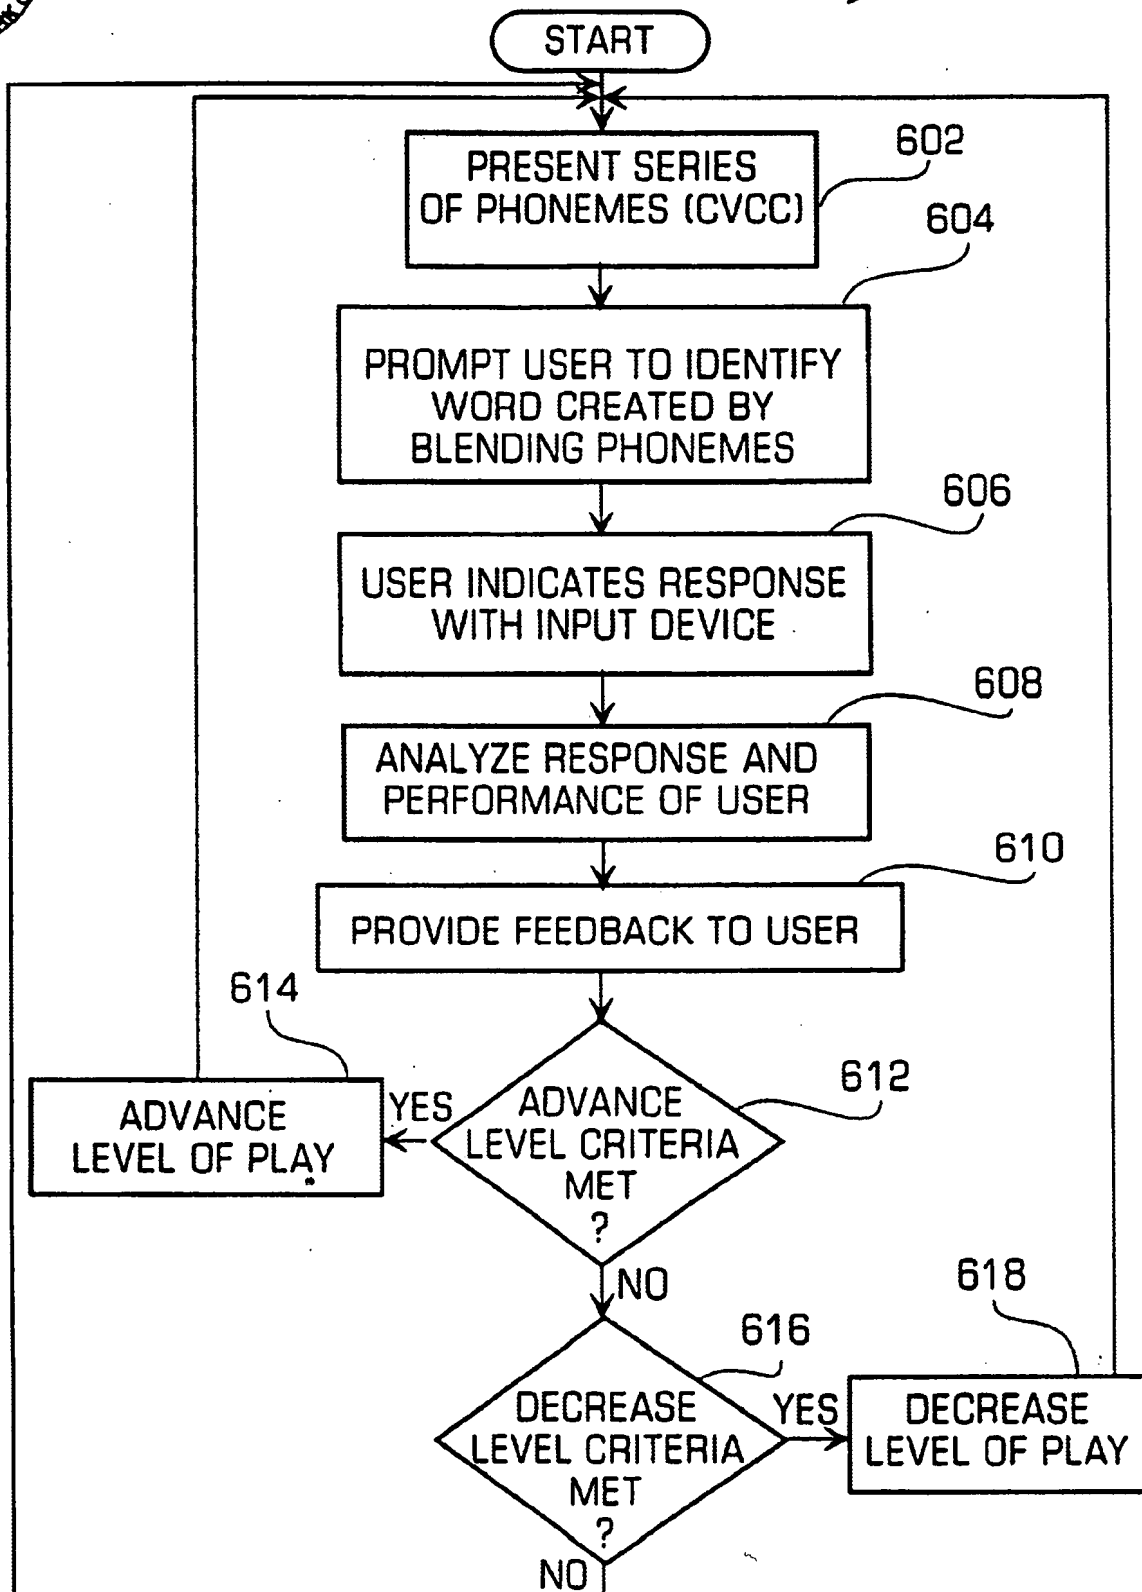 START
602
PRESENT SERIES
OF PHONEMES (CVCC)
604
PROMPT USER TO IDENTIFY
WORD CREATED BY
BLENDING PHONEMES
606
USER INDICATES RESPONSE
WITH INPUT DEVICE
608
ANALYZE RESPONSE AND
PERFORMANCE OF USER
610
PROVIDE FEEDBACK TO USER
614
612
ADVANCE
LEVEL OF PLAY
YES
ADVANCE
LEVEL CRITERIA
MET
?
NO
618
616
DECREASE
LEVEL CRITERIA
MET
?
YES
DECREASE
LEVEL OF PLAY
NO